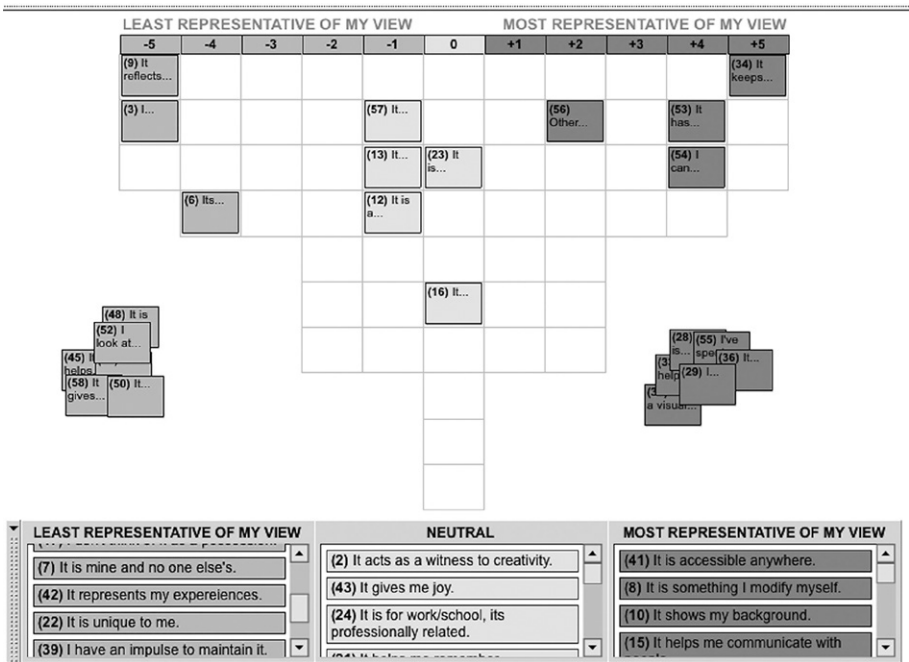 LEAST REPRESENTATIVE OF MY VIEW
MOST REPRESENTATIVE OF MY VIEW
-5 -4 -3 -2 -1 0 +1 +2 +3 +4 +5
(9) It
reflects...
(34) It
keeps...
(3) I...
(57) It...
(56)
Other...
(53) It
has...
(13) It...
(23) It
is...
(54) I
can...
(6) Its...
(12) It is
a...
(16) It...
(48) It is
(52) I
look at...
(45) It
helps
(58) It
gives...
(50) It...
(28)
is...
(55) I've
(36) It...
help
(29) I...
a visual...
LEAST REPRESENTATIVE OF MY VIEW
(7) It is mine and no one else's.
(42) It represents my expereiences.
(22) It is unique to me.
(39) I have an impulse to maintain it.
NEUTRAL
(2) It acts as a witness to creativity.
(43) It gives me joy.
(24) It is for work/school, its
professionally related.
MOST REPRESENTATIVE OF MY VIEW
(41) It is accessible anywhere.
(8) It is something I modify myself.
(10) It shows my background.
(15) It helps me communicate with